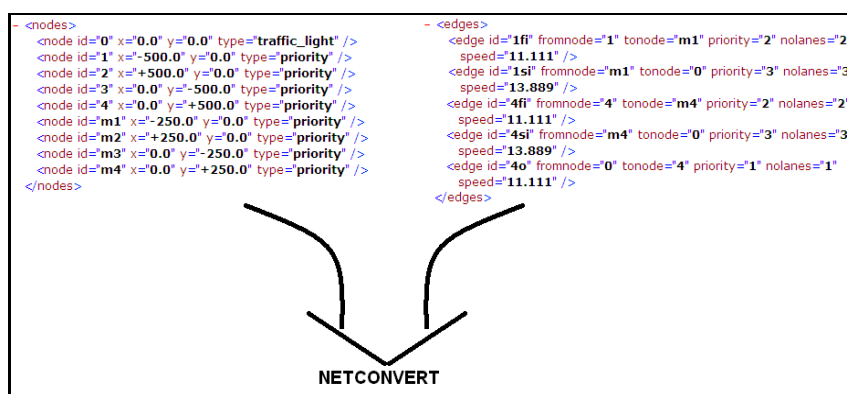 - <nodes>
<node id="0" x="0.0" y="0.0" type="traffic_light" />
<node id="1" x="-500.0" y="0.0" type="priority" />
<node id="2" x="+500.0" y="0.0" type="priority" />
<node id="3" x="0.0" y="-500.0" type="priority" />
<node id="4" x="0.0" y="+500.0" type="priority" />
<node id="m1" x="-250.0" y="0.0" type="priority" />
<node id="m2" x="+250.0" y="0.0" type="priority" />
<node id="m3" x="0.0" y="-250.0" type="priority" />
<node id="m4" x="0.0" y="+250.0" type="priority" />
</nodes>
- <edges>
<edge id="1fi" fromnode="1" tonode="m1" priority="2" nolanes="2
speed="11.111" />
<edge id="1si" fromnode="m1" tonode="0" priority="3" nolanes="3
speed="13.889" />
<edge id="4fi" fromnode="4" tonode="m4" priority="2" nolanes="2"
speed="11.111" />
<edge id="4si" fromnode="m4" tonode="0" priority="3" nolanes="3
speed="13.889" />
<edge id="4o" fromnode="0" tonode="4" priority="1" nolanes="1"
speed="11.111" />
</edges>
NETCONVERT